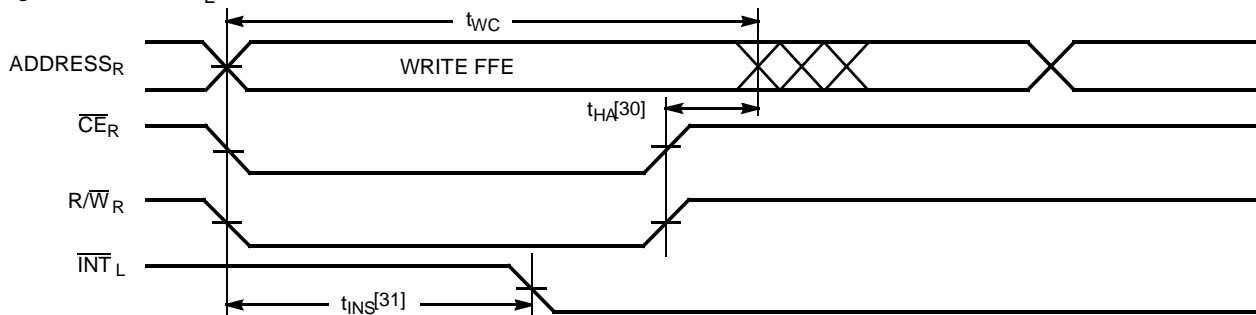 L
tWC
ADDRESSR
WRITE FFE
tHA[30]
CER
R/WR
INTL
tINS[31]